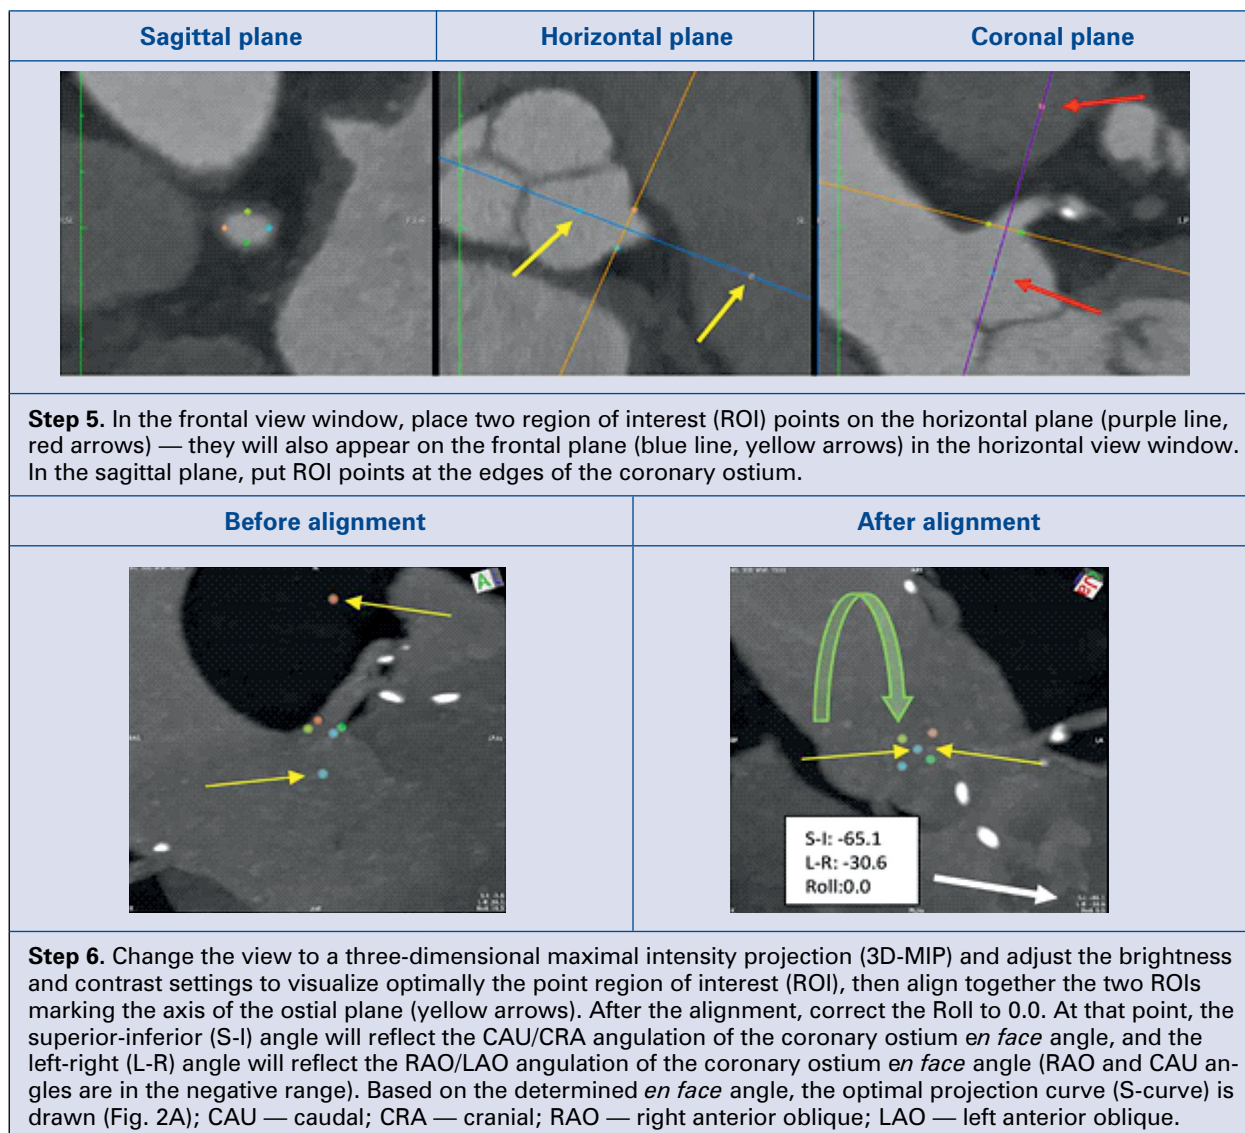 Sagittal plane
Horizontal plane
Coronal plane
Step 5. In the frontal view window, place two region of interest (ROI) points on the horizontal plane (purple line,
red arrows) — they will also appear on the frontal plane (blue line, yellow arrows) in the horizontal view window.
In the sagittal plane, put ROI points at the edges of the coronary ostium.
Before alignment
After alignment
A
S-I: -65.1
L-R: -30.6
Roll:0.0
Step 6. Change the view to a three-dimensional maximal intensity projection (3D-MIP) and adjust the brightness
and contrast settings to visualize optimally the point region of interest (ROI), then align together the two ROIs
marking the axis of the ostial plane (yellow arrows). After the alignment, correct the Roll to 0.0. At that point, the
superior-inferior (S-I) angle will reflect the CAU/CRA angulation of the coronary ostium en face angle, and the
left-right (L-R) angle will reflect the RAO/LAO angulation of the coronary ostium en face angle (RAO and CAU an-
gles are in the negative range). Based on the determined en face angle, the optimal projection curve (S-curve) is
drawn (Fig. 2A); CAU — caudal; CRA — cranial; RAO — right anterior oblique; LAO — left anterior oblique.